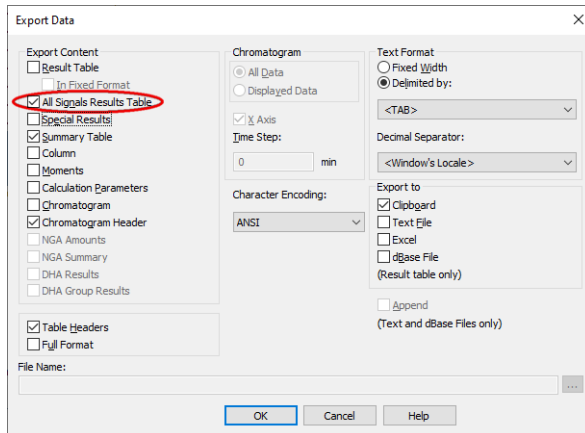 Export Data
Export Content
Result Table
In Fixed Format
All Signals Results Table
Special Results
Summary Table
Column
Moments
Calculation Parameters
Chromatogram
Chromatogram Header
NGA Amounts
NGA Summary
DHA Results
DHA Group Results
Table Headers
Full Format
Chromatogram
All Data
Displayed Data
X Axis
Time Step:
0 min
Character Encoding:
ANSI
Text Format
Fixed Width
Delimited by:
<TAB>
Decimal Separator:
<Window's Locale>
Export to
Clipboard
Text File
Excel
dBase File
(Result table only)
Append
(Text and dBase Files only)
File Name:
...
OK Cancel Help